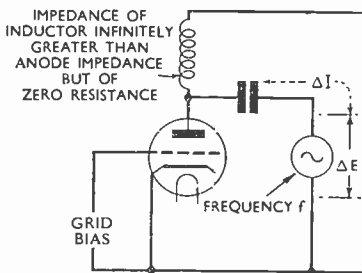 IMPEDANCE OF
INDUCTOR INFINITELY
GREATER THAN
ANODE IMPEDANCE
BUT OF
ZERO RESISTANCE
ΔI
ΔE
FREQUENCY f
GRID
BIAS